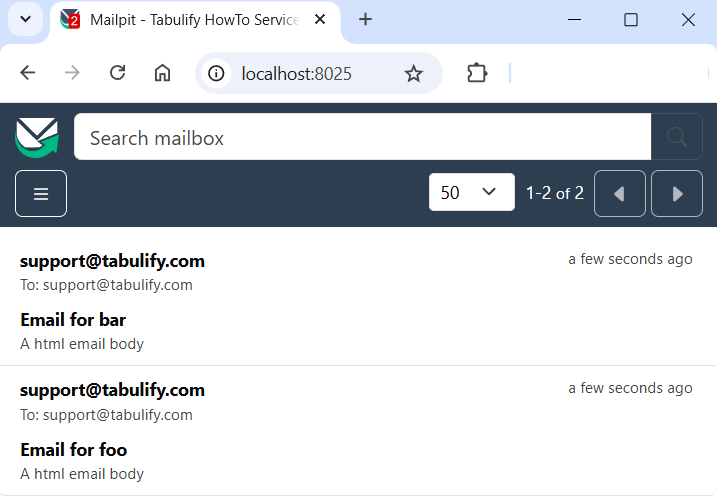 2
Mailpit - Tabulify HowTo Service
localhost:8025
Search mailbox
50
1-2 of 2
support@tabulify.com
a few seconds ago
To: support@tabulify.com
Email for bar
A html email body
support@tabulify.com
a few seconds ago
To: support@tabulify.com
Email for foo
A html email body